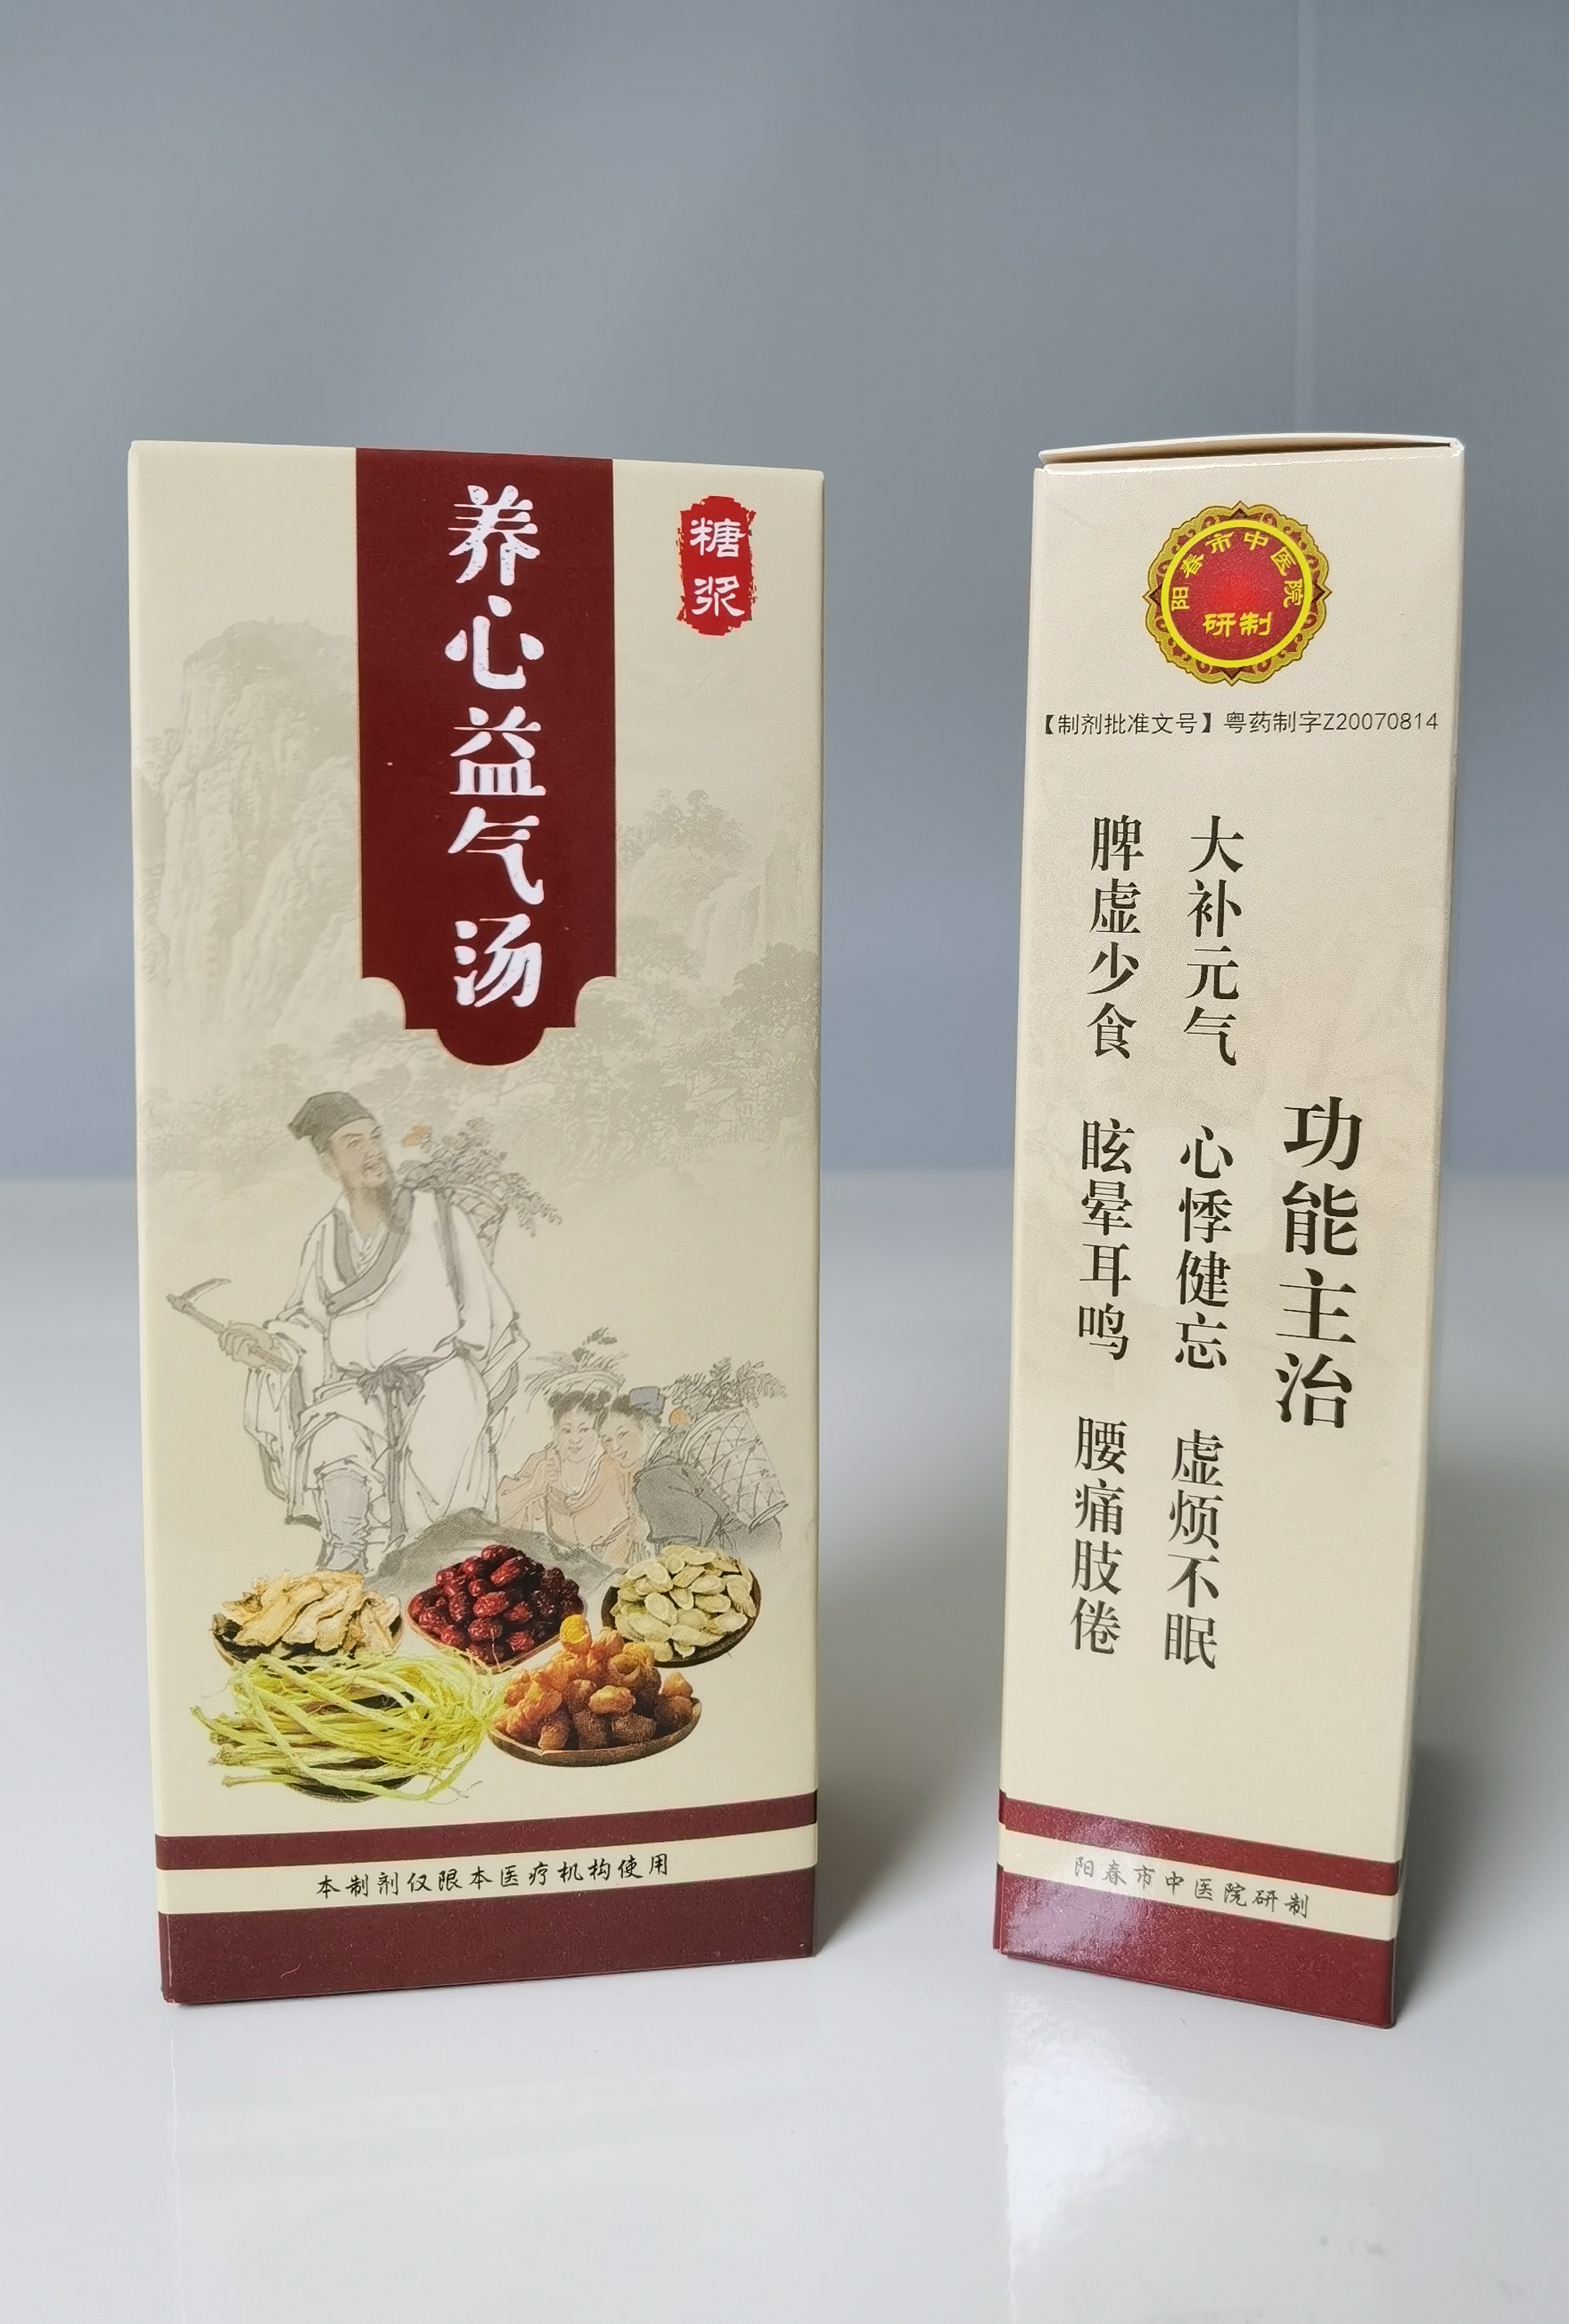 养心益气汤
糖浆
本制剂仅限本医疗机构使用
阳春市中医院
研制
【制剂批准文号】粤药制字Z20070814
功能主治
大补元气 心悸健忘 虚烦不眠
脾虚少食 眩晕耳鸣 腰痛肢倦
阳春市中医院研制